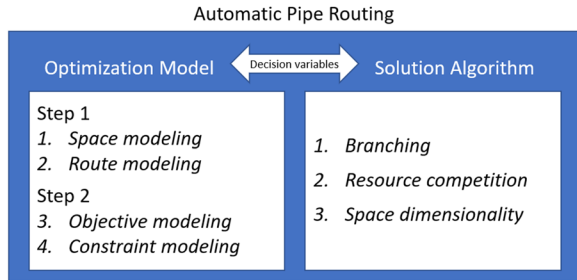 Automatic Pipe Routing
Optimization Model
Decision variables
Solution Algorithm
Step 1
1. Space modeling
2. Route modeling
Step 2
3. Objective modeling
4. Constraint modeling
1. Branching
2. Resource competition
3. Space dimensionality